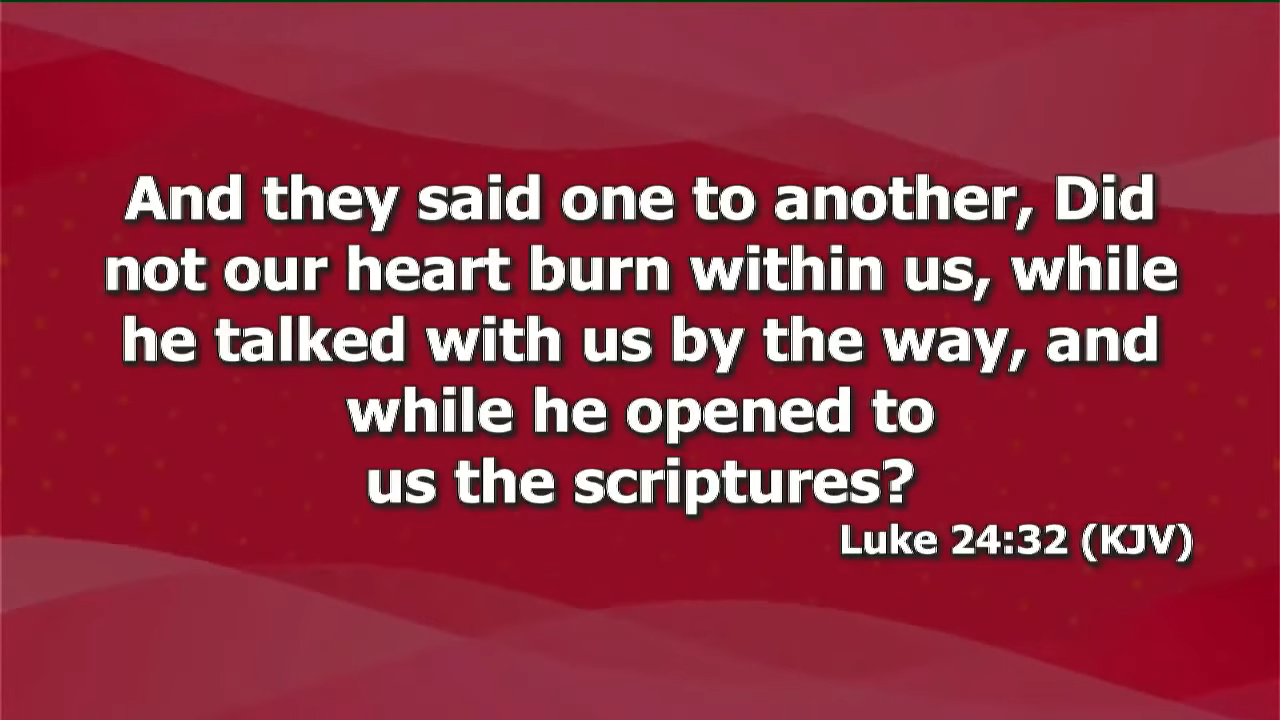 And they said one to another, Did
not our heart burn within us, while
he talked with us by the way, and
while he opened to
us the scriptures?
Luke 24:32 (KJV)